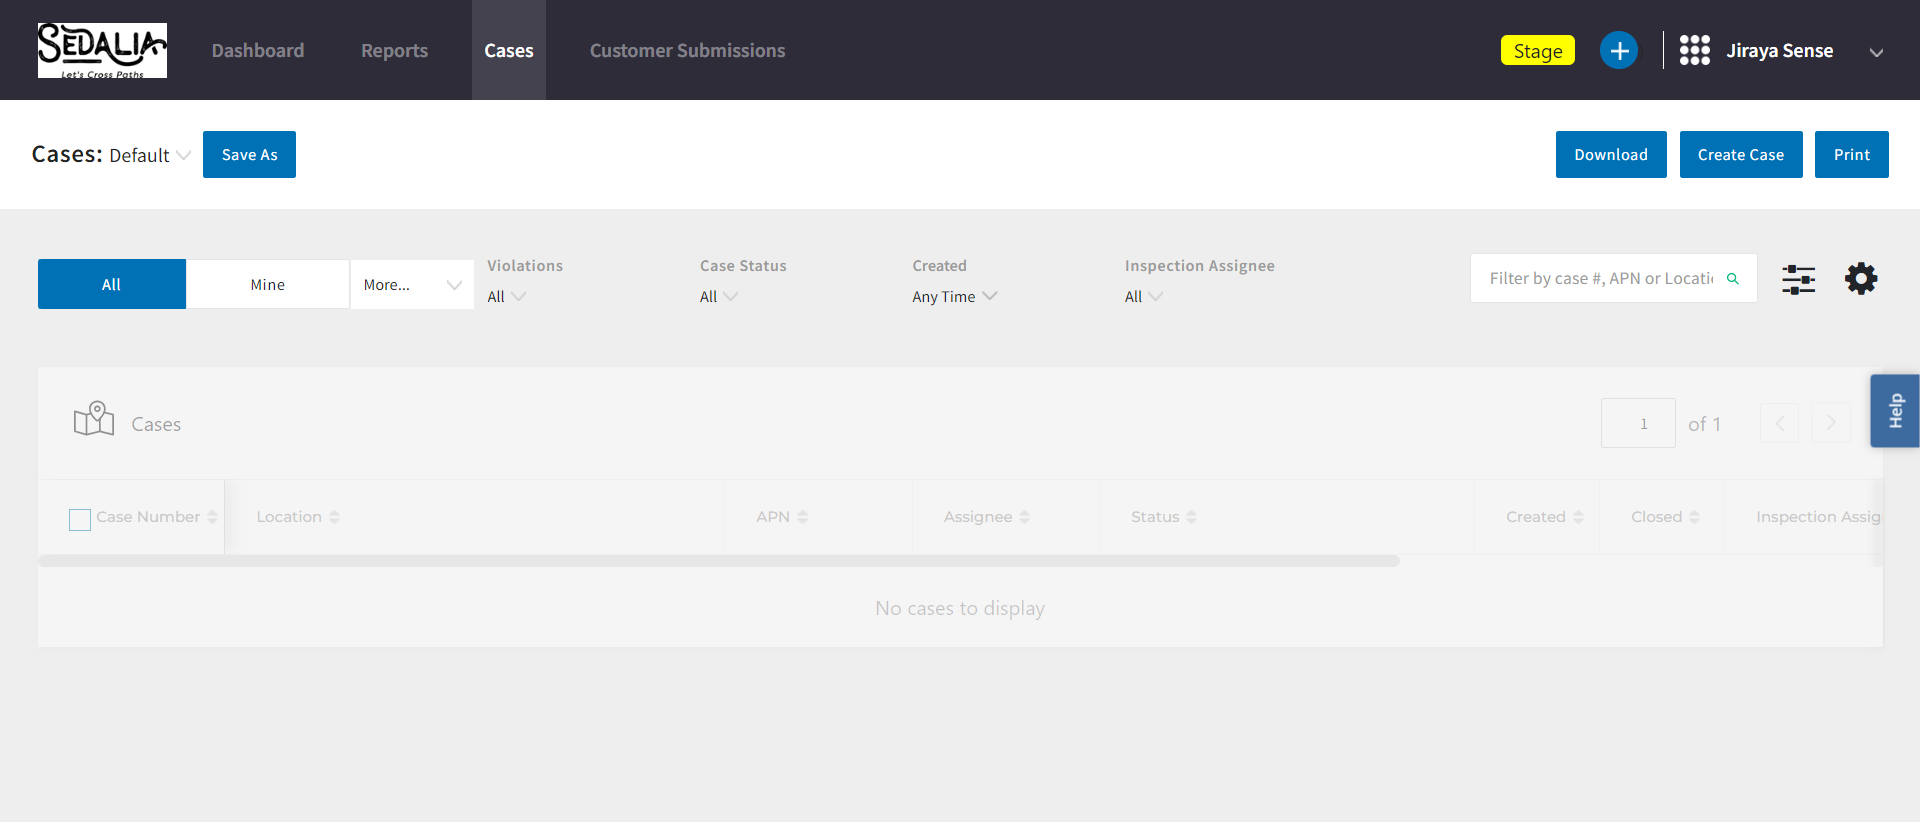 SEDALIA
Let's Cross Paths
Dashboard
Reports
Cases
Customer Submissions
Stage
Jiraya Sense
Cases: Default
Save As
Download
Create Case
Print
All
Mine
More...
Violations
All
Case Status
All
Created
Any Time
Inspection Assignee
All
Filter by case #, APN or Locati
Help
Cases
1
of 1
Case Number
Location
APN
Assignee
Status
Created
Closed
Inspection Assig
No cases to display